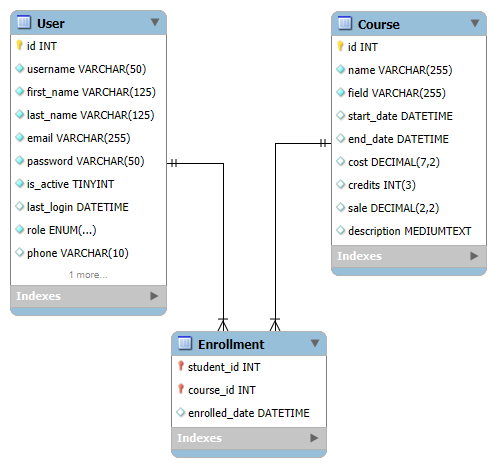 User
id INT
username VARCHAR(50)
first_name VARCHAR(125)
last_name VARCHAR(125)
email VARCHAR(255)
password VARCHAR(50)
is_active TINYINT
last_login DATETIME
role ENUM(...)
phone VARCHAR(10)
1 more...
Indexes
Course
id INT
name VARCHAR(255)
field VARCHAR(255)
start_date DATETIME
end_date DATETIME
cost DECIMAL(7,2)
credits INT(3)
sale DECIMAL(2,2)
description MEDIUMTEXT
Indexes
Enrollment
student_id INT
course_id INT
enrolled_date DATETIME
Indexes